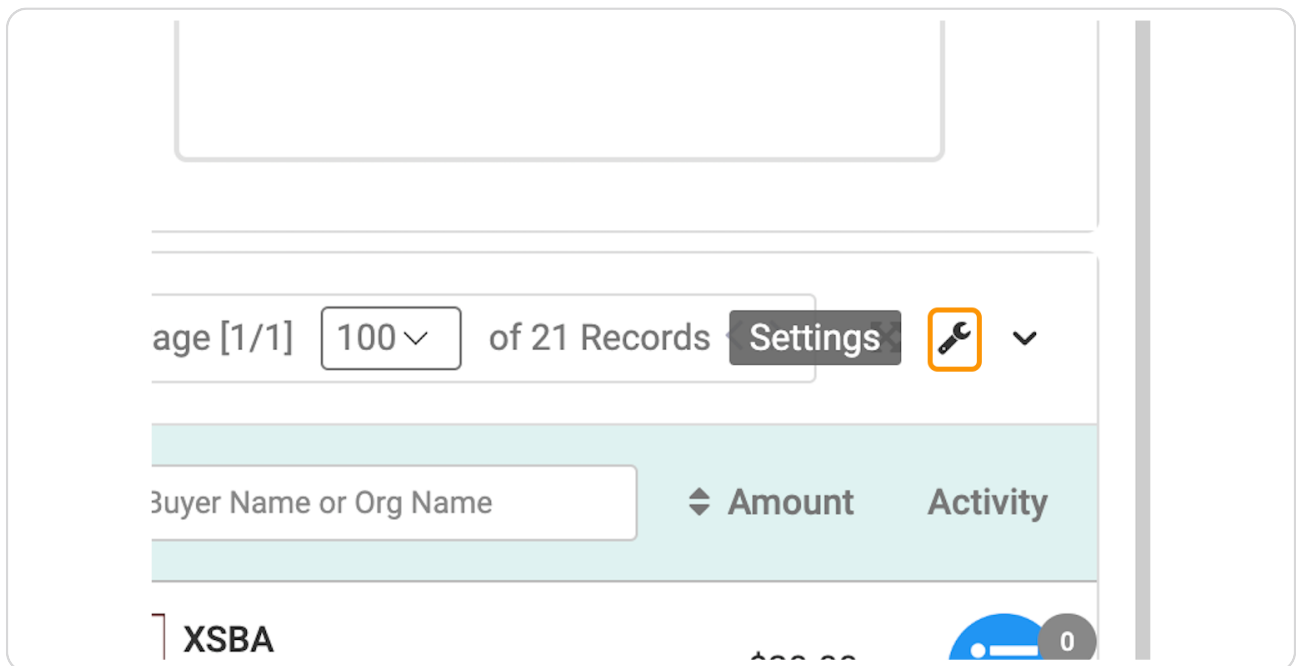 age [1/1] 100 of 21 Records Settings
Buyer Name or Org Name Amount Activity
XSBA
0